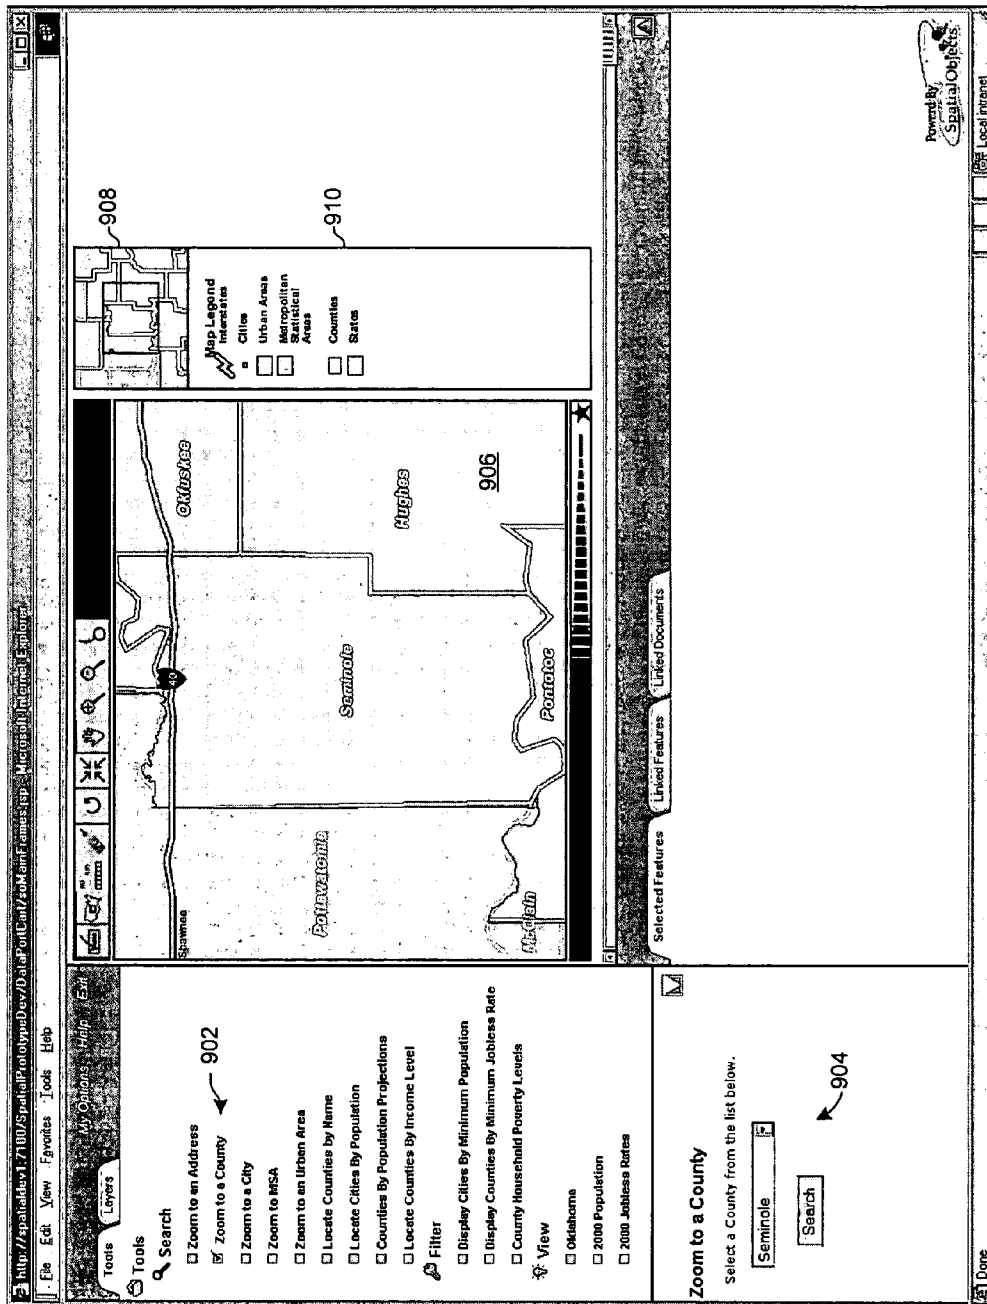 http://spatialdev1:7180/SpatialPrototypeDev/DataPortCat/soMainFrames.jsp - Microsoft Internet Explorer
File Edit View Favorites Tools Help
My Options Help Exit
Tools
Layers
Tools
Search
Zoom to an Address
Zoom to a County
Zoom to a City
Zoom to MSA
Zoom to an Urban Area
Locate Counties by Name
Locate Cities By Population
Counties By Population Projections
Locate Counties By Income Level
Filter
Display Cities By Minimum Population
Display Counties By Minimum Jobless Rate
County Household Poverty Levels
View
Oklahoma
2000 Population
2000 Jobless Rates
902
Zoom to a County
Select a County from the list below.
Seminole
Search
904
Shawnee
40
Okfuskee
Pottawatomie
Seminole
Hughes
McClain
Pontotoc
906
908
Map Legend
Interstates
Cities
Urban Areas
Metropolitan
Statistical
Areas
Counties
States
910
Selected Features
Linked Features
Linked Documents
Powered By
SpatialObjects
Done
Local intranet